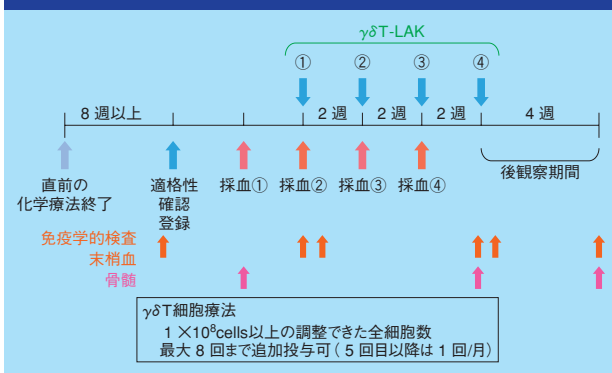 γδT-LAK
① ② ③ ④
8週以上 2週 2週 2週 4週
直前の
化学療法終了
適格性
確認
登録
採血① 採血② 採血③ 採血④
後観察期間
免疫学的検査
末梢血
骨髄
γδT細胞療法
1×10⁸cells以上の調整できた全細胞数
最大8回まで追加投与可(5回目以降は1回/月)